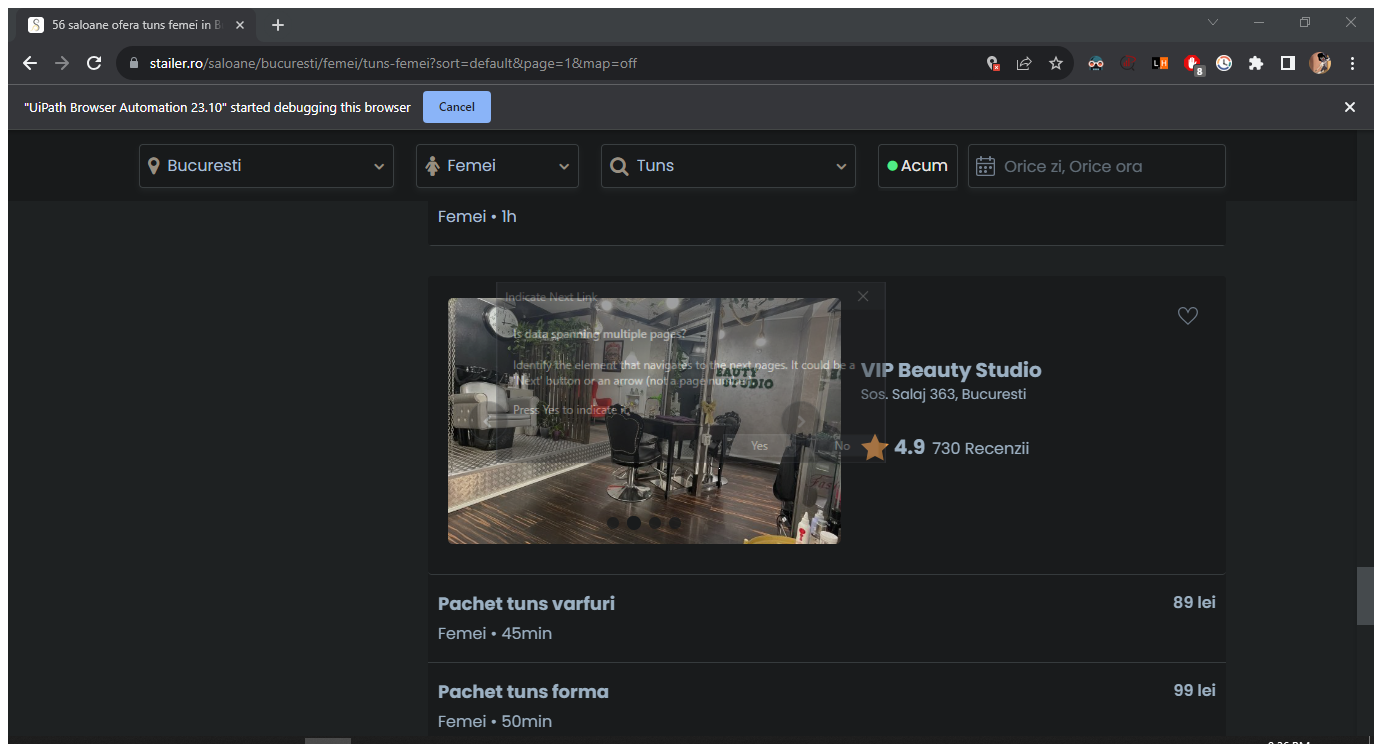 56 saloane ofera tuns femei in B
stailer.ro/saloane/bucuresti/femei/tuns-femei?sort=default&page=1&map=off
LH
8
"UiPath Browser Automation 23.10" started debugging this browser
Cancel
Bucuresti
Femei
Tuns
Acum
Orice zi, Orice ora
Femei • 1h
Indicate Next Link
Is data spanning multiple pages?
Identify the element that navigates to the next pages. It could be a
'Next' button or an arrow (not a page number).
Press Yes to indicate it.
Yes
No
BEAUTY
STUDIO
VIP Beauty Studio
Sos. Salaj 363, Bucuresti
4.9 730 Recenzii
Pachet tuns varfuri
89 lei
Femei • 45min
Pachet tuns forma
99 lei
Femei • 50min